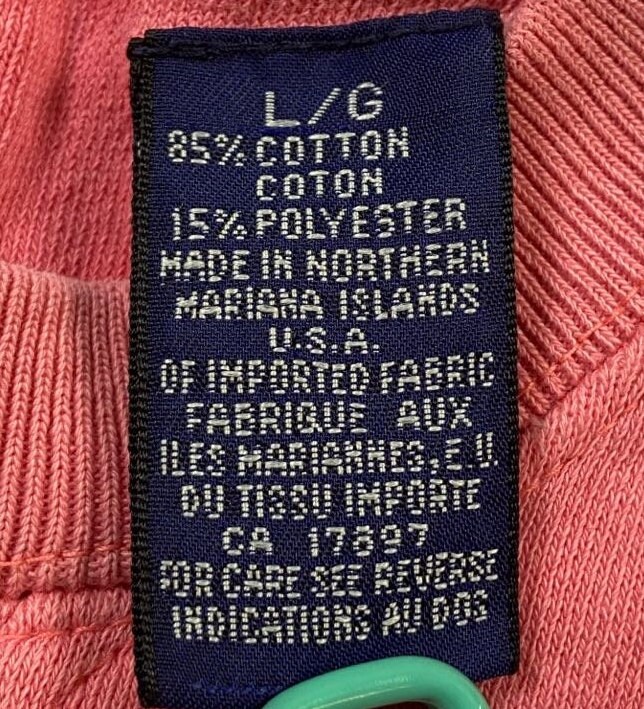 L/G
85% COTTON
COTON
15% POLYESTER
MADE IN NORTHERN
MARIANA ISLANDS
U.S.A.
OF IMPORTED FABRIC
FABRIQUE AUX
ILES MARIANNES, E.U.
DU TISSU IMPORTE
CA 17897
FOR CARE SEE REVERSE
INDICATIONS AU DOS